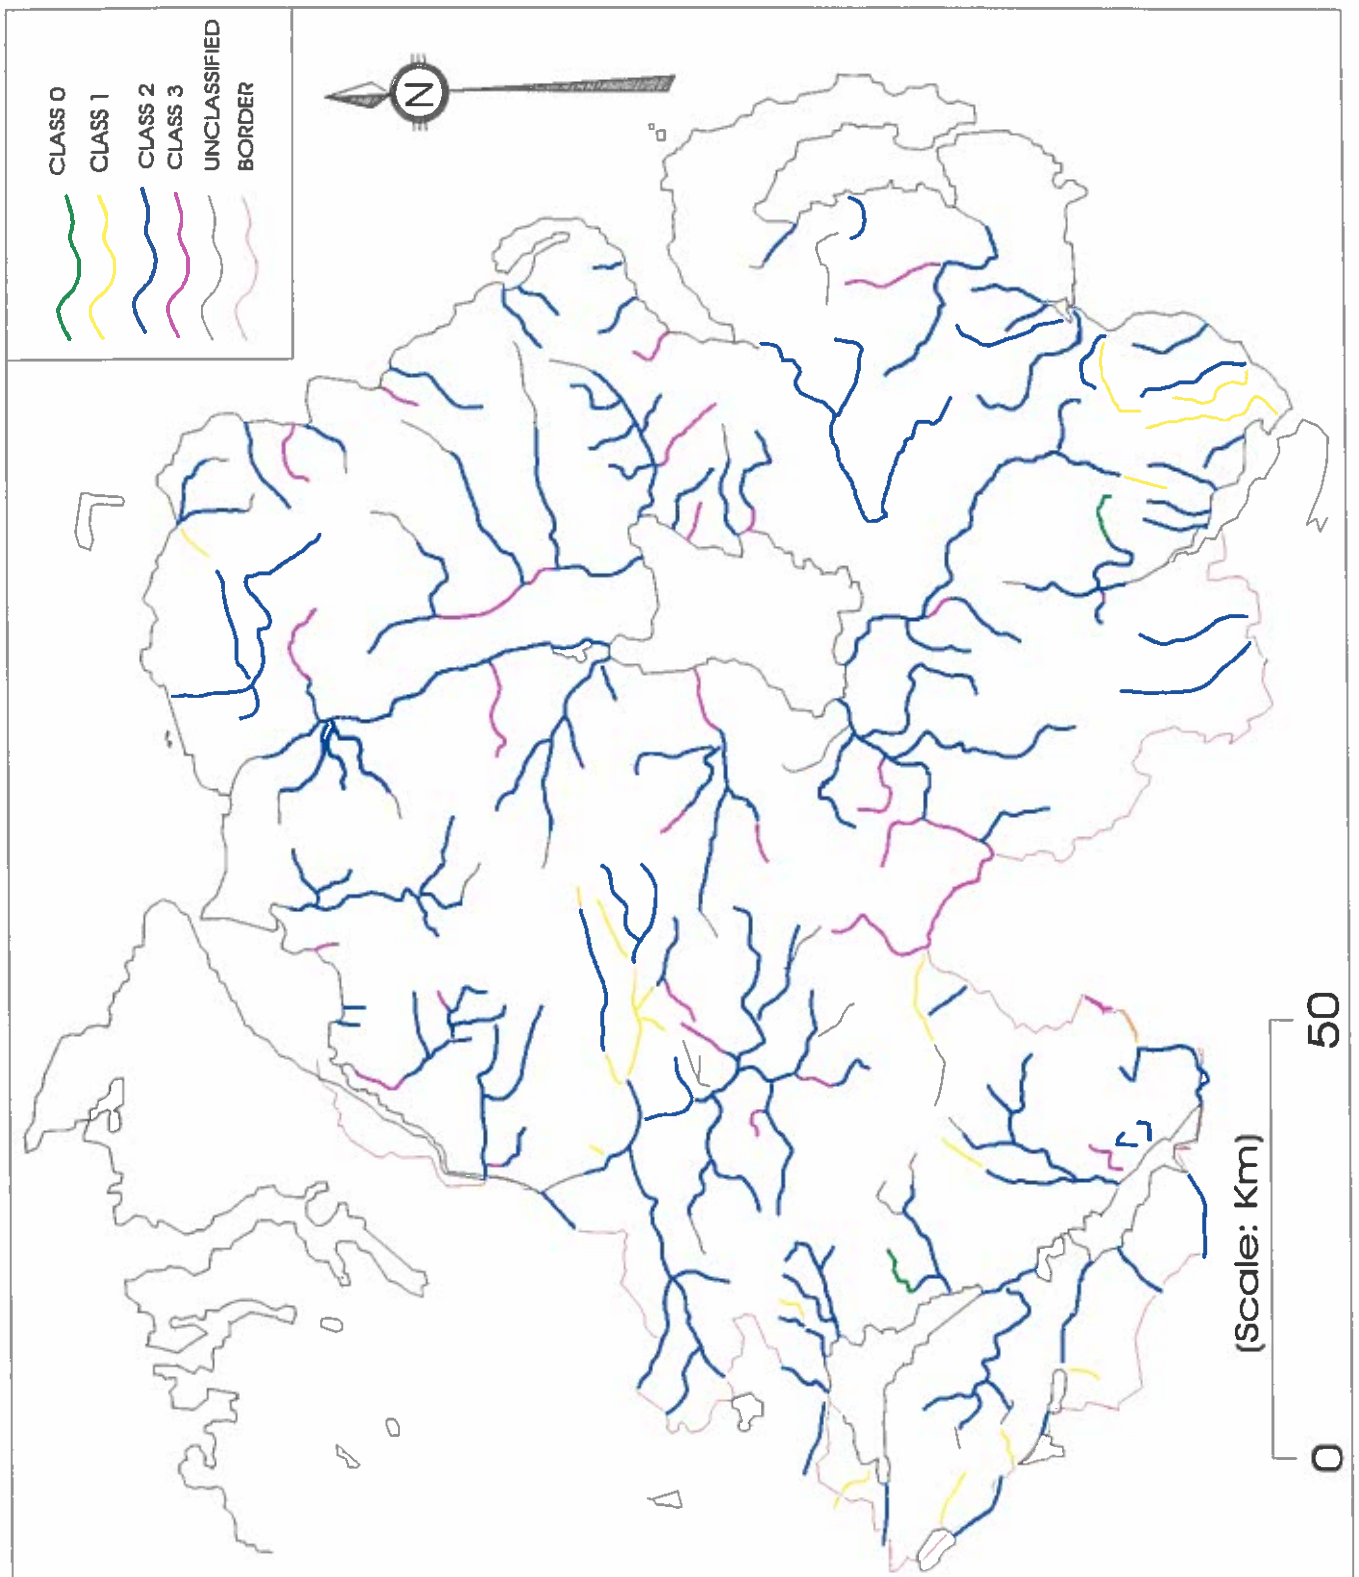 CLASS 0
CLASS 1
CLASS 2
CLASS 3
UNCLASSIFIED
BORDER
N
(Scale: Km)
0
50